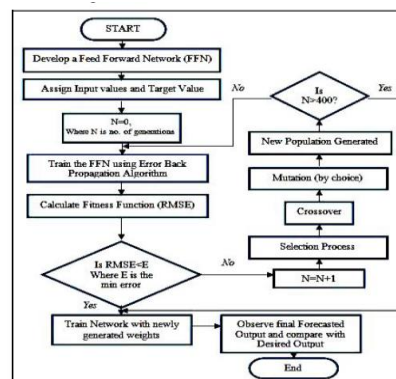 START
Develop a Feed Forward Network (FFN)
Assign Input values and Target Value
N=0,
Where N is no. of generations
Train the FFN using Error Back
Propagation Algorithm
Calculate Fitness Function (RMSE)
Is RMSE<E
Where E is the
min error
No
Yes
N=N+1
Selection Process
Crossover
Mutation (by choice)
New Population Generated
Is
N>400?
No
Yes
Train Network with newly
generated weights
Observe final Forecasted
Output and compare with
Desired Output
End